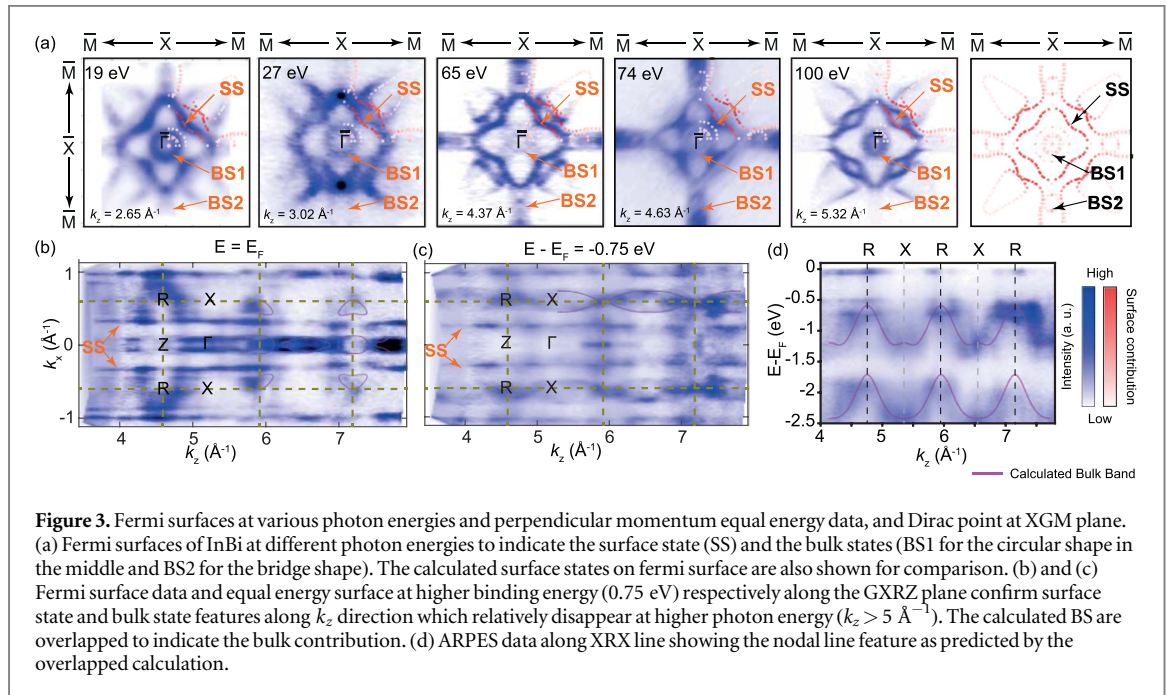 (a) M̄ X̄ M̄ M̄ X̄ M̄ M̄ X̄ M̄ M̄ X̄ M̄ M̄ X̄ M̄ M̄ X̄ M̄
M̄ X̄ M̄
19 eV SS Γ̄ BS1 BS2 k_z = 2.65 Å⁻¹
27 eV SS Γ̄ BS1 BS2 k_z = 3.02 Å⁻¹
65 eV SS Γ̄ BS1 BS2 k_z = 4.37 Å⁻¹
74 eV SS Γ̄ BS1 BS2 k_z = 4.63 Å⁻¹
100 eV SS Γ̄ BS1 BS2 k_z = 5.32 Å⁻¹
SS BS1 BS2
(b) E = E_F
k_x (Å⁻¹)
1 0 -1
R X
SS Z Γ
R X
4 5 6 7
k_z (Å⁻¹)
(c) E - E_F = -0.75 eV
R X
SS Z Γ
R X
4 5 6 7
k_z (Å⁻¹)
(d) R X R X R
E-E_F (eV)
0
-0.5
-1
-1.5
-2
-2.5
4 5 6 7
k_z (Å⁻¹)
High
Intensity (a. u.)
Surface contribution
Low
Calculated Bulk Band
Figure 3. Fermi surfaces at various photon energies and perpendicular momentum equal energy data, and Dirac point at XGM plane.
(a) Fermi surfaces of InBi at different photon energies to indicate the surface state (SS) and the bulk states (BS1 for the circular shape in
the middle and BS2 for the bridge shape). The calculated surface states on fermi surface are also shown for comparison. (b) and (c)
Fermi surface data and equal energy surface at higher binding energy (0.75 eV) respectively along the GXRZ plane confirm surface
state and bulk state features along k_z direction which relatively disappear at higher photon energy (k_z > 5 Å⁻¹). The calculated BS are
overlapped to indicate the bulk contribution. (d) ARPES data along XRX line showing the nodal line feature as predicted by the
overlapped calculation.